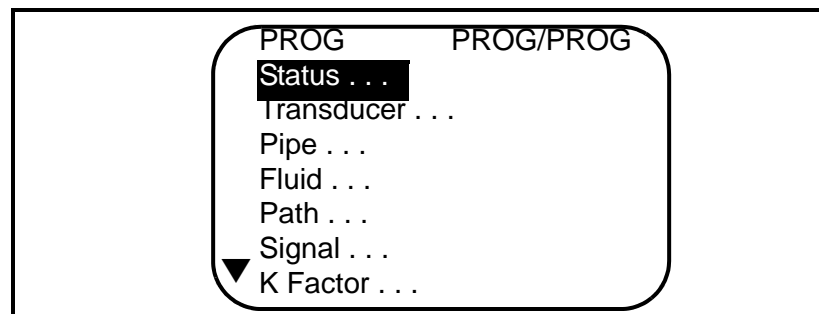 PROG PROG/PROG
Status . . .
Transducer . . .
Pipe . . .
Fluid . . .
Path . . .
Signal . . .
K Factor . . .